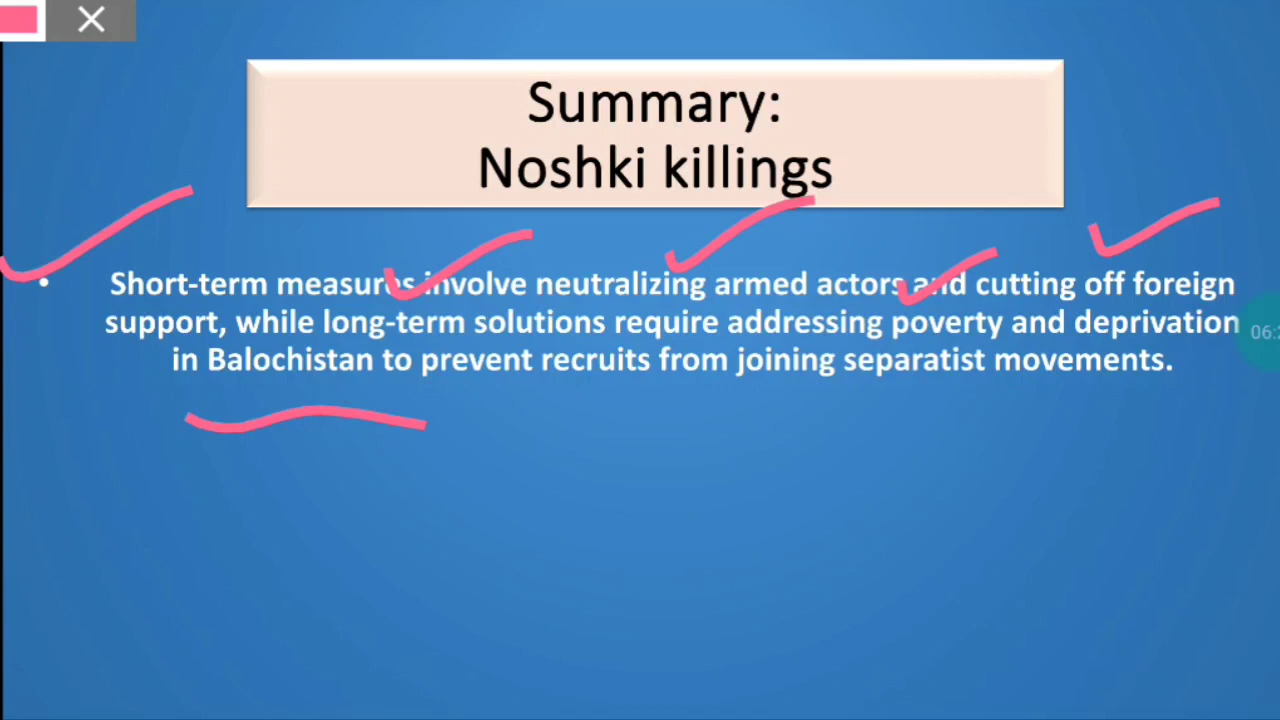 Summary:
Noshki killings
• Short-term measures involve neutralizing armed actors and cutting off foreign
support, while long-term solutions require addressing poverty and deprivation
in Balochistan to prevent recruits from joining separatist movements.